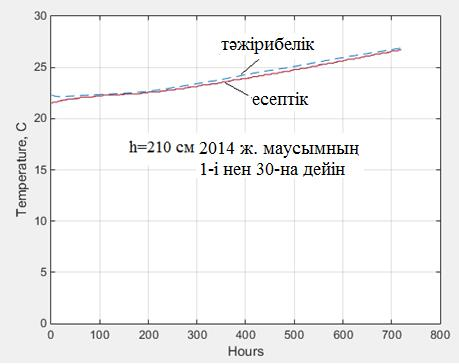 30
25
20
15
10
5
0
Temperature, C
тәжірибелік
есептік
h=210 см 2014 ж. маусымның
1-і нен 30-на дейін
0 100 200 300 400 500 600 700 800
Hours